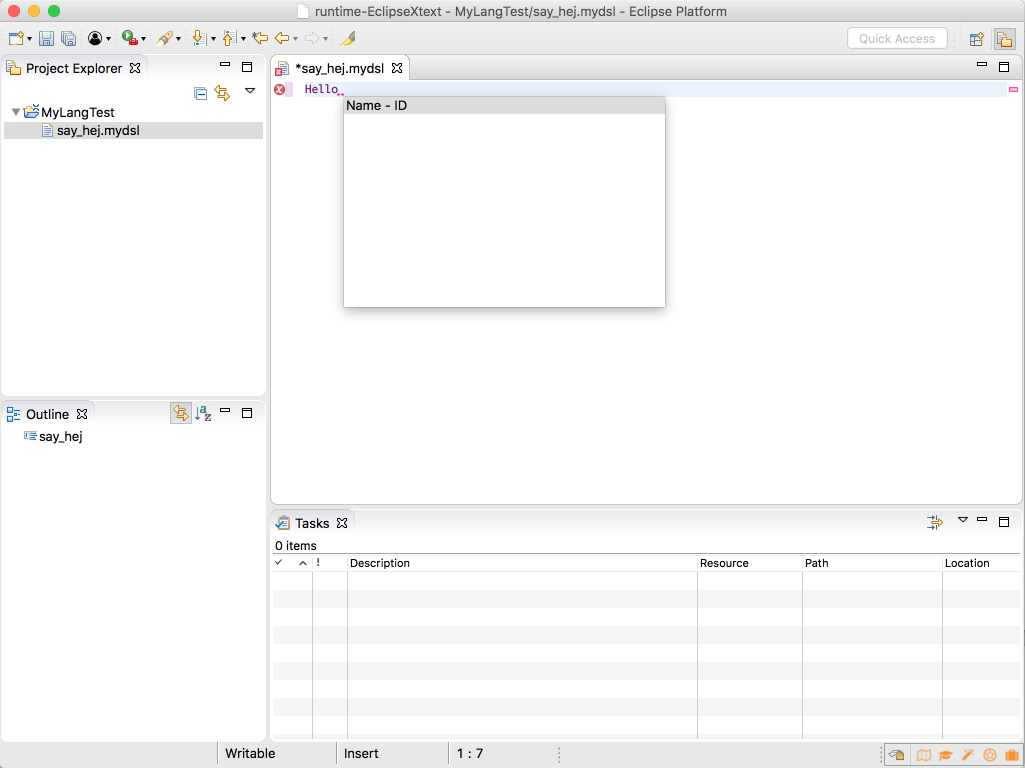 runtime-EclipseXtext - MyLangTest/say_hej.mydsl - Eclipse Platform
Quick Access
Project Explorer
MyLangTest
say_hej.mydsl
*say_hej.mydsl
Hello
Name - ID
Outline
say_hej
Tasks
0 items
! Description Resource Path Location
Writable Insert 1 : 7